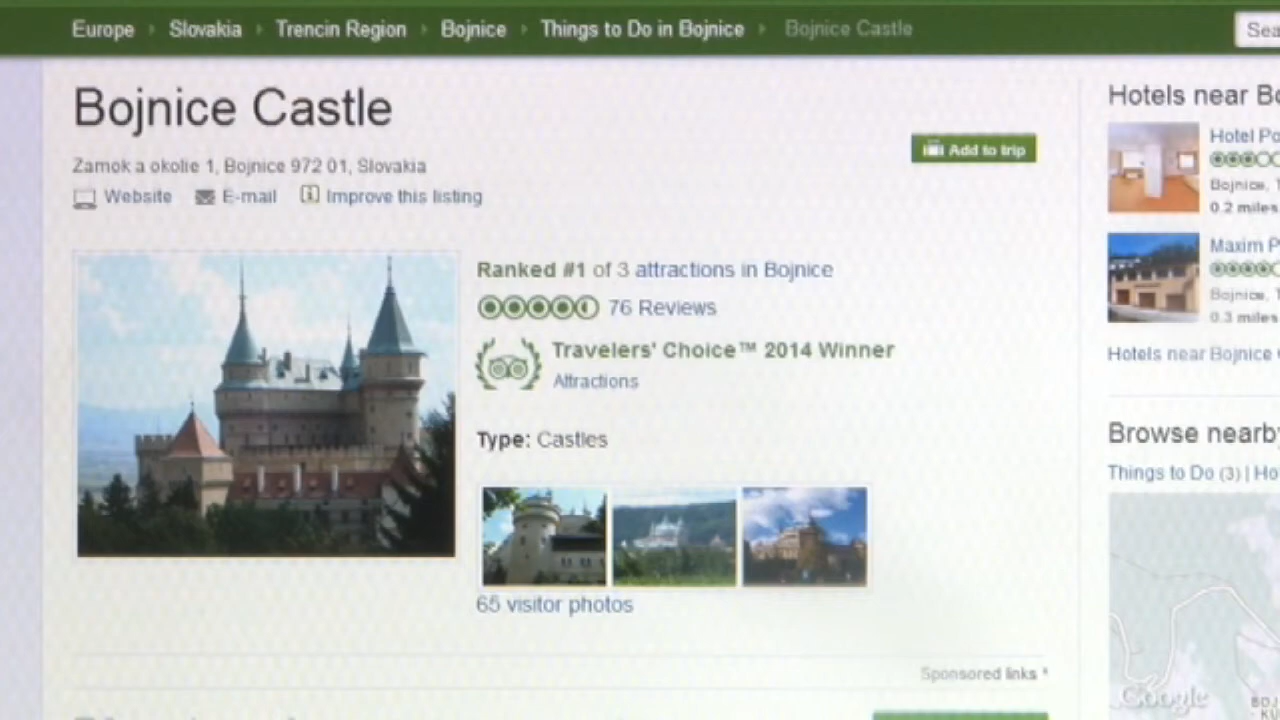 Europe Slovakia Trencin Region Bojnice Things to Do in Bojnice Bojnice Castle
Bojnice Castle
Zamok a okolie 1, Bojnice 972 01, Slovakia
Website E-mail Improve this listing
Add to trip
Ranked #1 of 3 attractions in Bojnice
76 Reviews
Travelers' Choice™ 2014 Winner
Attractions
Type: Castles
65 visitor photos
Sponsored links *
Hotels near
Hotel
Bojnice,
0.2 miles
Maxim
Bojnice,
0.3 miles
Hotels near Bojnice
Browse nearby
Things to Do (3) |
Google